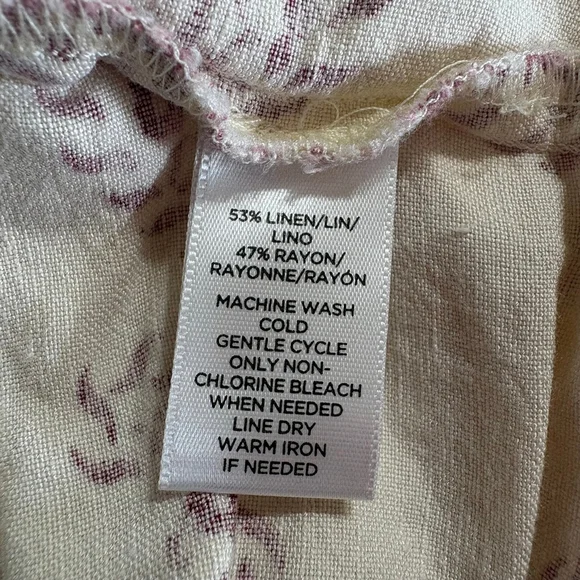 53% LINEN/LIN/
LINO
47% RAYON/
RAYONNE/RAYÓN
MACHINE WASH
COLD
GENTLE CYCLE
ONLY NON-
CHLORINE BLEACH
WHEN NEEDED
LINE DRY
WARM IRON
IF NEEDED